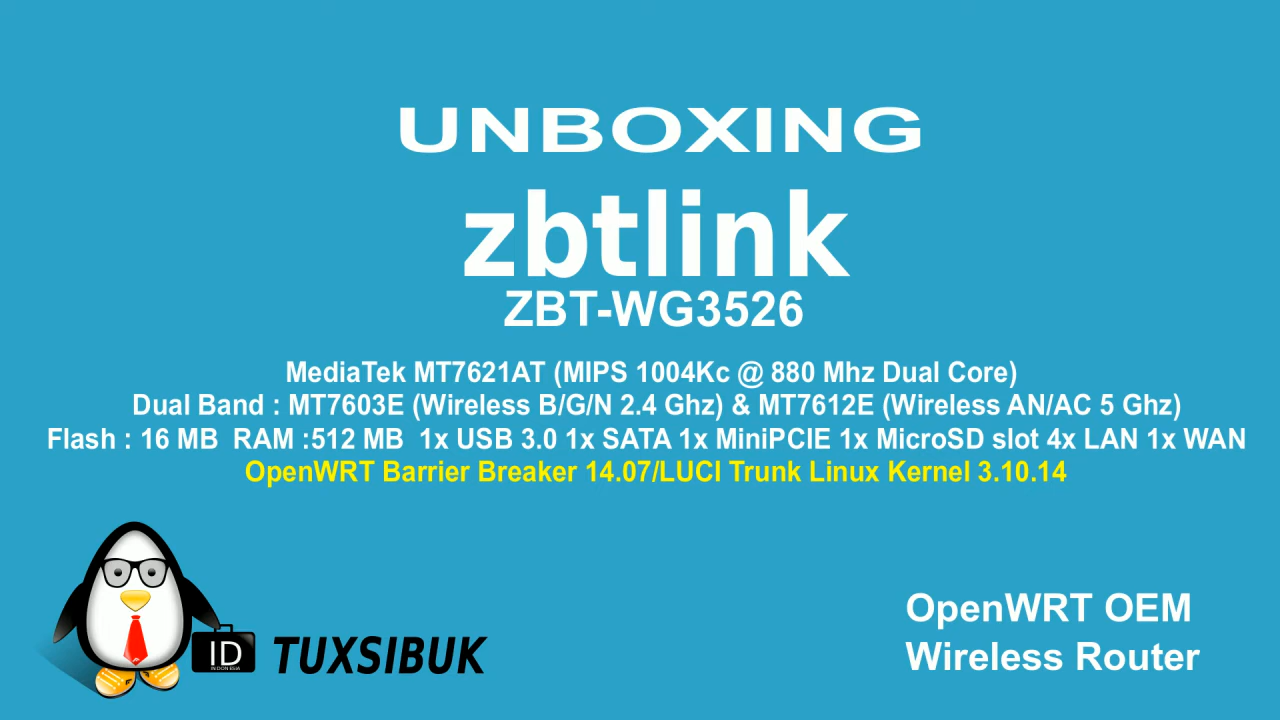 UNBOXING
zbtlink
ZBT-WG3526
MediaTek MT7621AT (MIPS 1004Kc @ 880 Mhz Dual Core)
Dual Band : MT7603E (Wireless B/G/N 2.4 Ghz) & MT7612E (Wireless AN/AC 5 Ghz)
Flash : 16 MB  RAM :512 MB  1x USB 3.0 1x SATA 1x MiniPCIE 1x MicroSD slot 4x LAN 1x WAN
OpenWRT Barrier Breaker 14.07/LUCI Trunk Linux Kernel 3.10.14
ID
INDONESIA
TUXSIBUK
OpenWRT OEM
Wireless Router